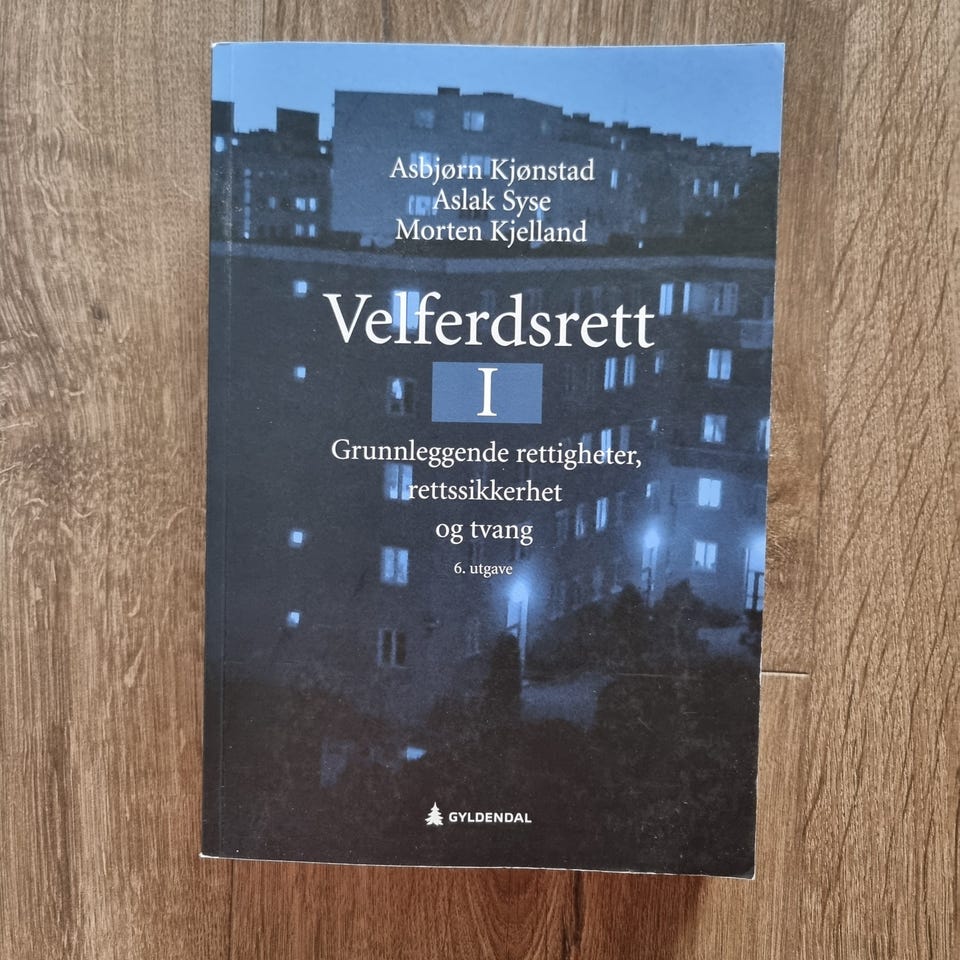 Asbjørn Kjønstad
Aslak Syse
Morten Kjelland
Velferdsrett
I
Grunnleggende rettigheter,
rettssikkerhet
og tvang
6. utgave
GYLDENDAL